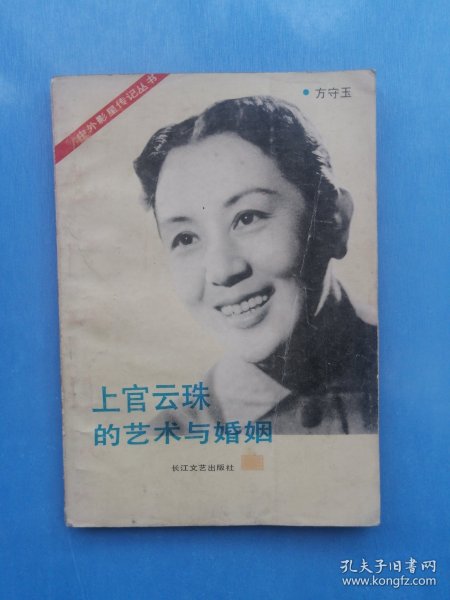 中外影星传记丛书
•方守玉
上官云珠
的艺术与婚姻
长江文艺出版社
孔夫子旧书网
www.kongfz.com